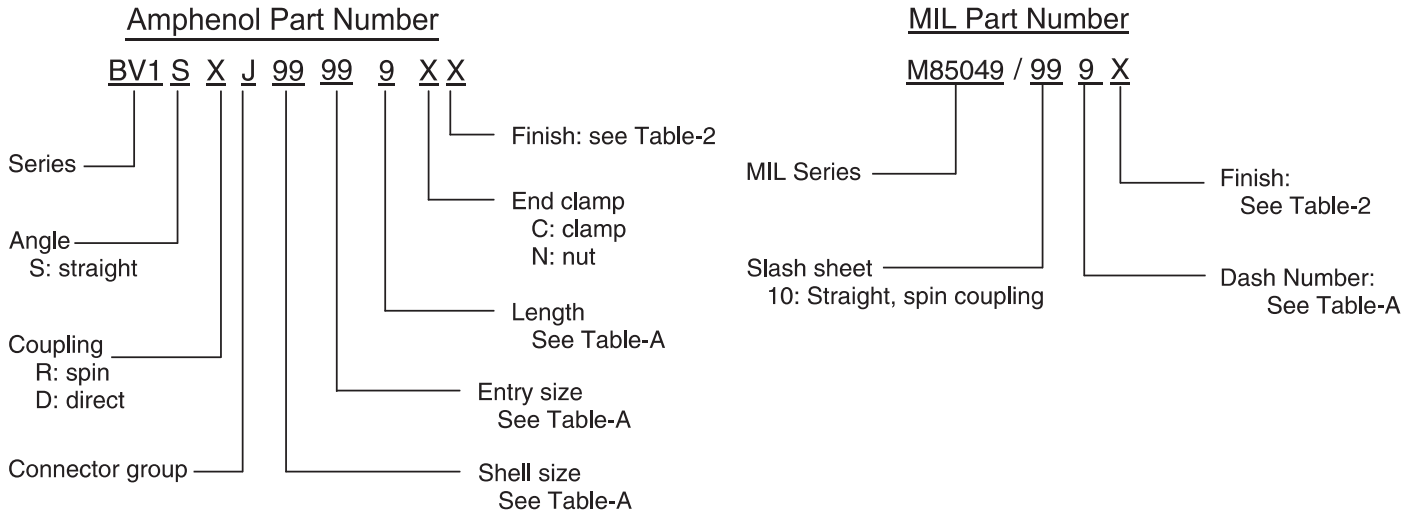 Amphenol Part Number
BV1 S X J 99 99 9 X X
Series
Angle
S: straight
Coupling
R: spin
D: direct
Connector group
Finish: see Table-2
End clamp
C: clamp
N: nut
Length
See Table-A
Entry size
See Table-A
Shell size
See Table-A
MIL Part Number
M85049 / 99 9 X
MIL Series
Slash sheet
10: Straight, spin coupling
Finish:
See Table-2
Dash Number:
See Table-A